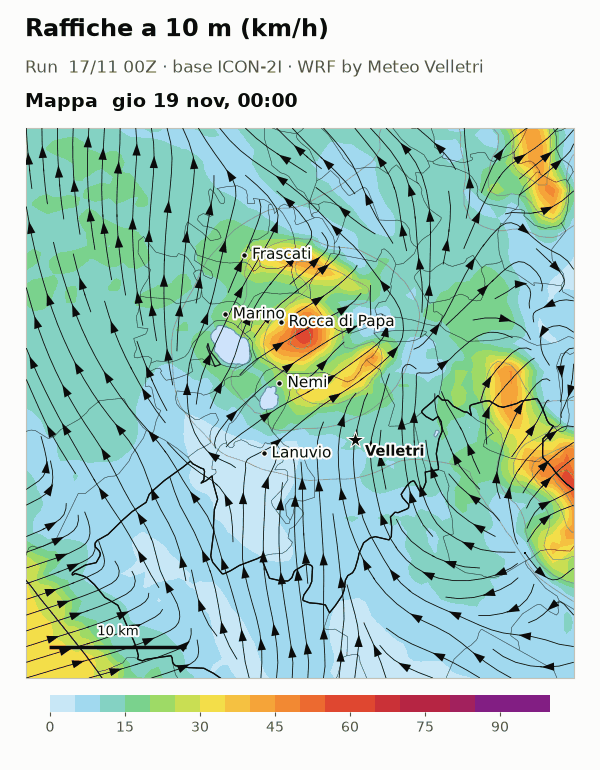 Raffiche a 10 m (km/h)
Run 17/11 00Z · base ICON-2I · WRF by Meteo Velletri
Mappa gio 19 nov, 00:00
Frascati
Marino
Rocca di Papa
Nemi
Velletri
Lanuvio
10 km
0 15 30 45 60 75 90